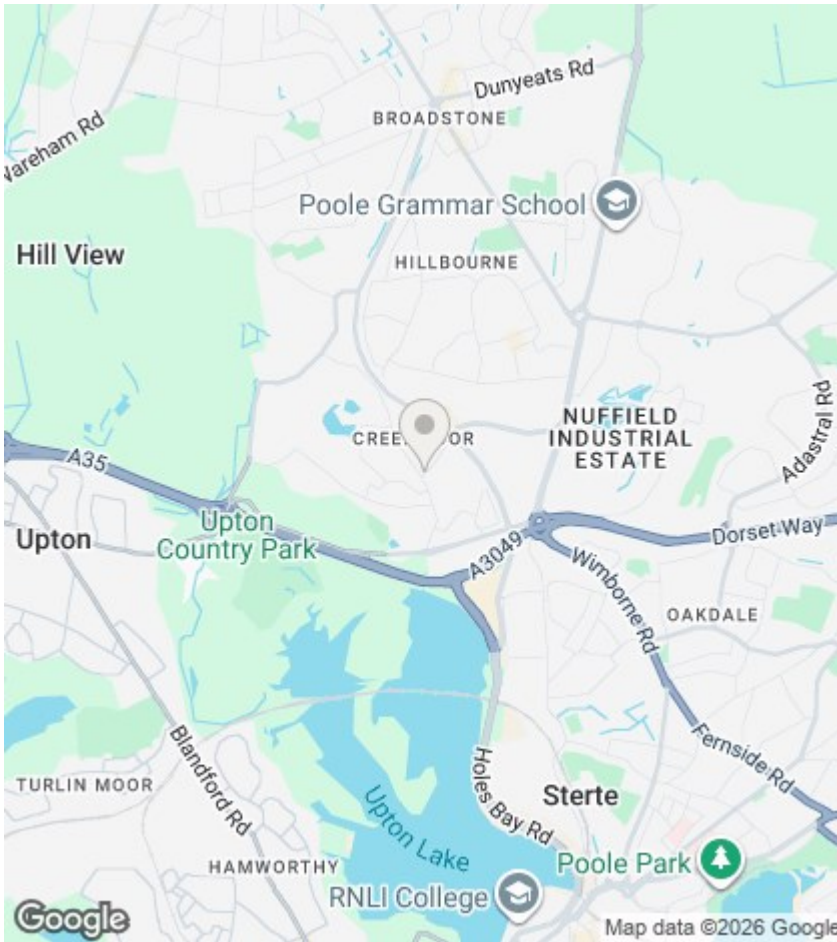 Dunyeats Rd
BROADSTONE
Wareham Rd
Poole Grammar School
Hill View
HILLBOURNE
NUFFIELD
INDUSTRIAL
ESTATE
Adastral Rd
A35
Upton
Upton
Country Park
A3049
Dorset Way
Wimborne Rd
OAKDALE
Fernside Rd
Blandford Rd
TURLIN MOOR
Holes Bay Rd
Sterte
Upton Lake
HAMWORTHY
Poole Park
RNLI College
Google
Map data ©2026 Google